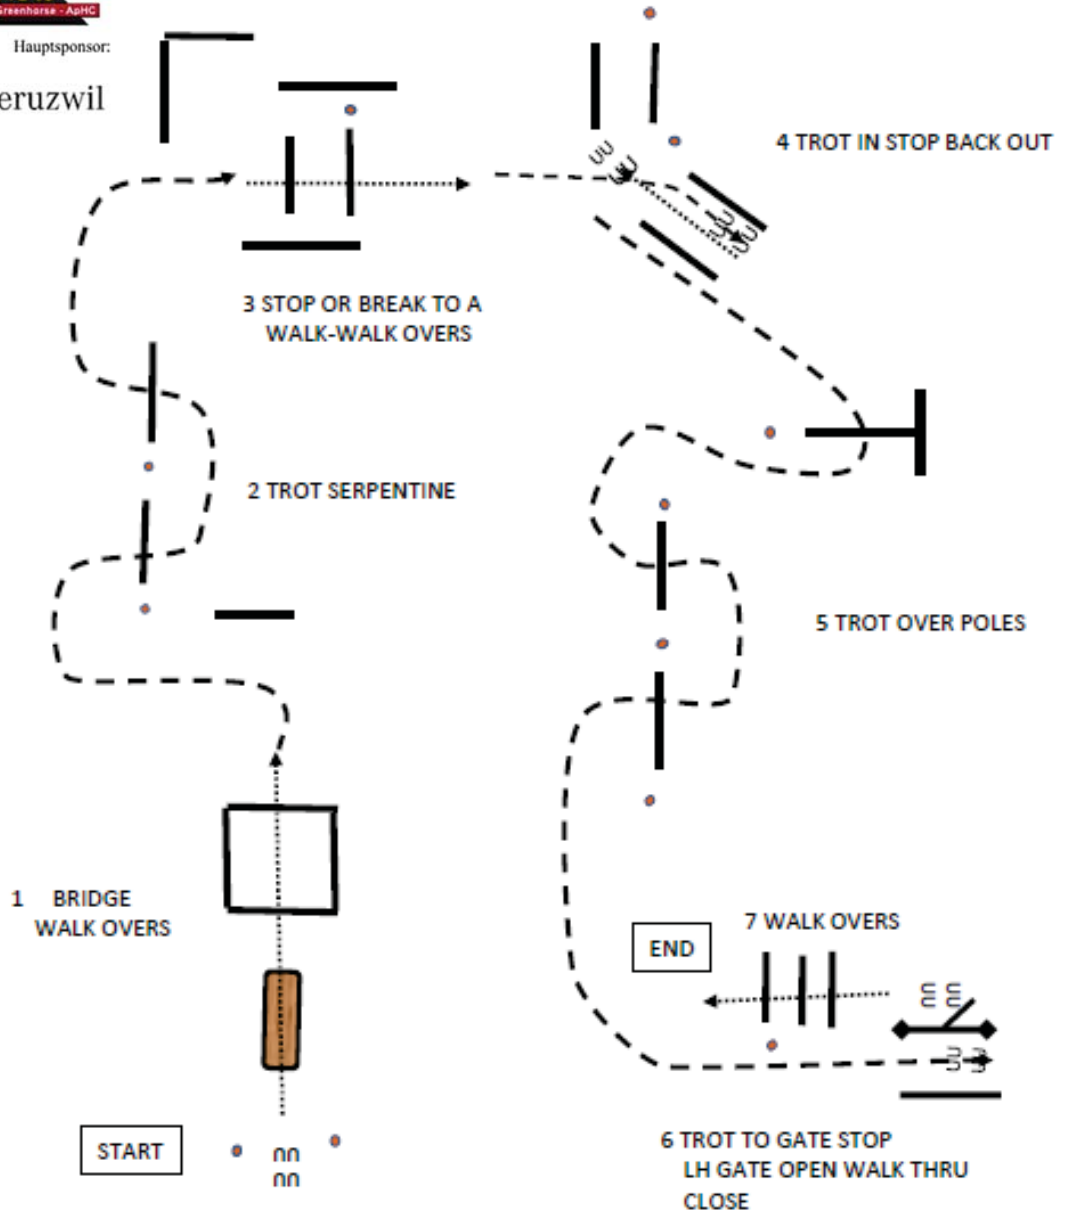 Greenhorse - ApHC
Hauptsponsor:
eruzwil
4 TROT IN STOP BACK OUT
3 STOP OR BREAK TO A
WALK-WALK OVERS
2 TROT SERPENTINE
5 TROT OVER POLES
1 BRIDGE
WALK OVERS
END
7 WALK OVERS
START
6 TROT TO GATE STOP
LH GATE OPEN WALK THRU
CLOSE